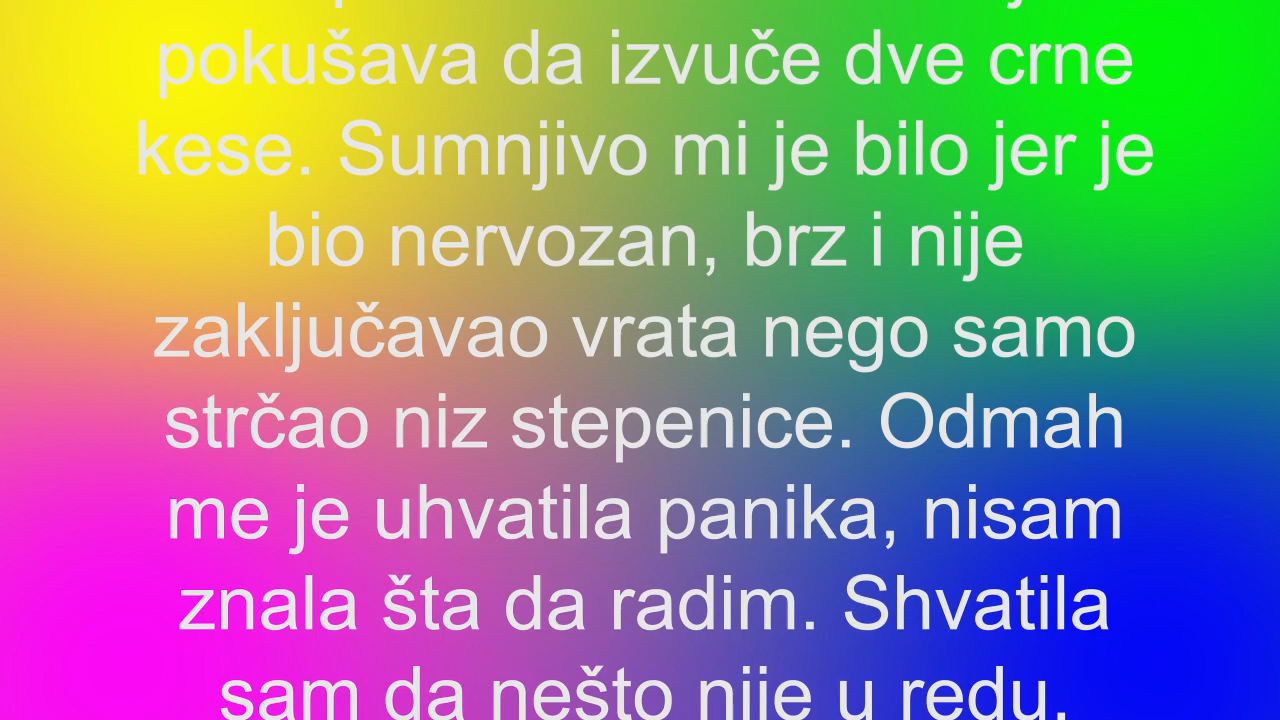 pokušava da izvuče dve crne
kese. Sumnjivo mi je bilo jer je
bio nervozan, brz i nije
zaključavao vrata nego samo
strčao niz stepenice. Odmah
me je uhvatila panika, nisam
znala šta da radim. Shvatila
sam da nešto nije u redu.